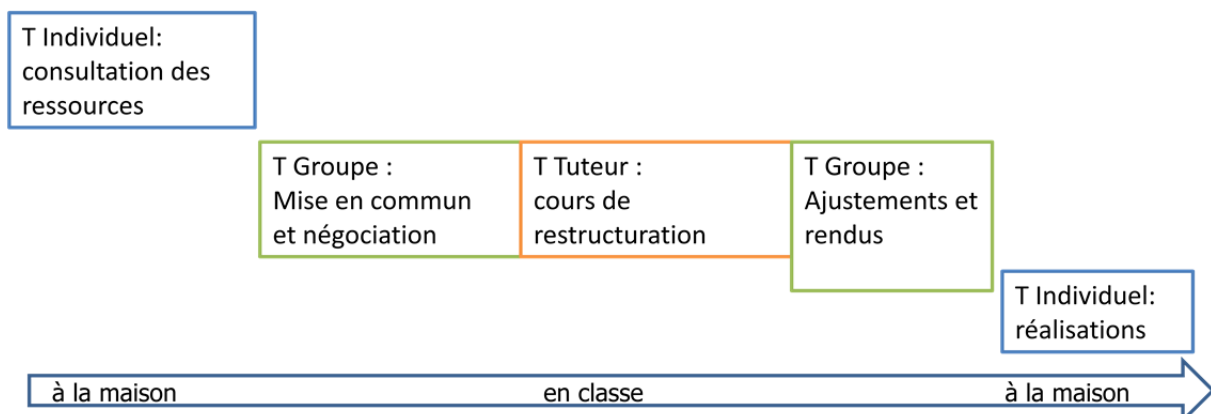 T Individuel:
consultation des
ressources
T Groupe :
Mise en commun
et négociation
T Tuteur :
cours de
restructuration
T Groupe :
Ajustements et
rendus
T Individuel:
réalisations
à la maison
en classe
à la maison